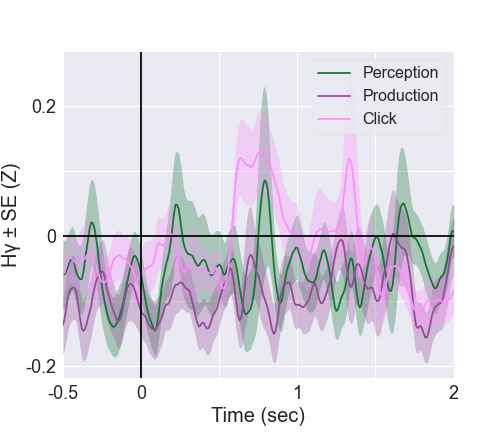 Perception
Production
Click
0.2
0
-0.2
Hγ ± SE (Z)
-0.5 0 1 2
Time (sec)